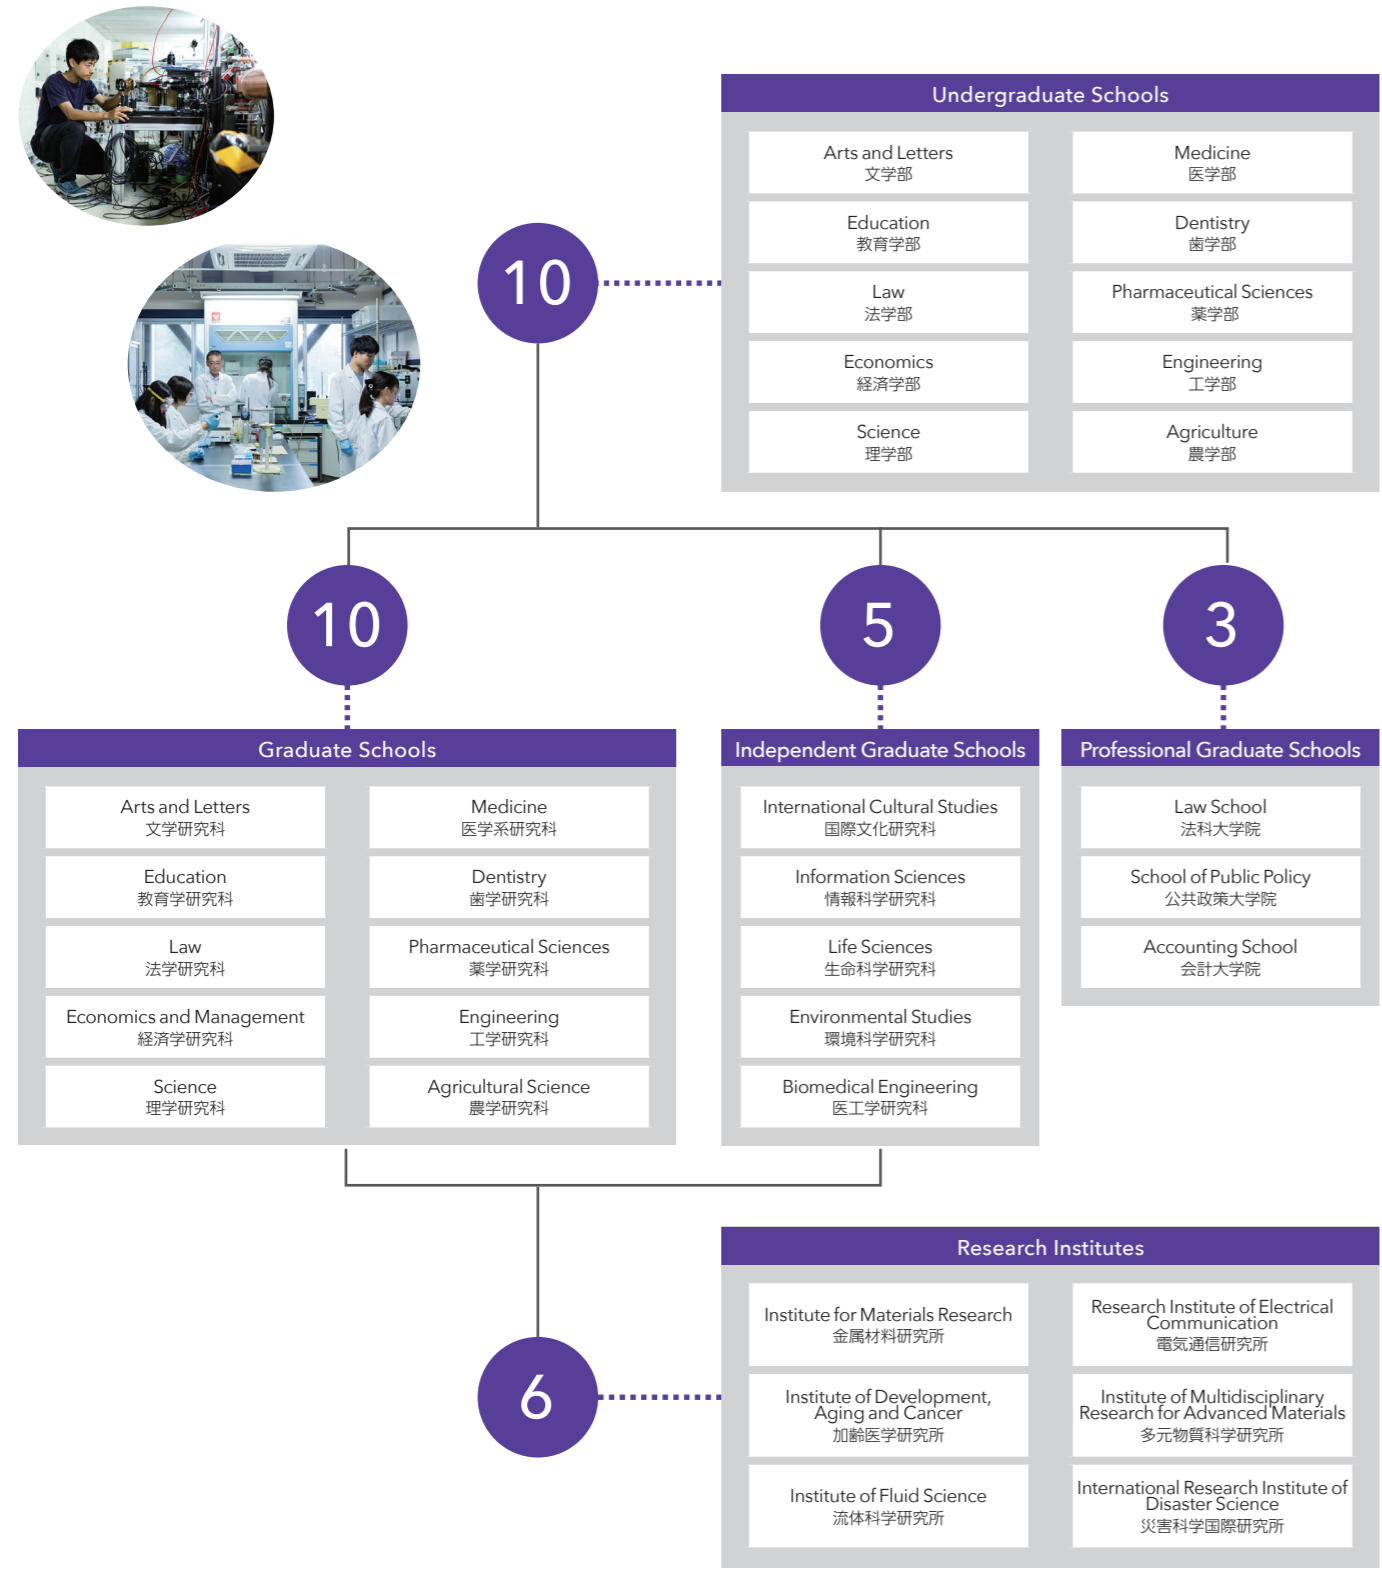 Undergraduate Schools
10
Arts and Letters
文学部
Medicine
医学部
Education
教育学部
Dentistry
歯学部
Law
法学部
Pharmaceutical Sciences
薬学部
Economics
経済学部
Engineering
工学部
Science
理学部
Agriculture
農学部
10
Graduate Schools
Arts and Letters
文学研究科
Medicine
医学系研究科
Education
教育学研究科
Dentistry
歯学研究科
Law
法学研究科
Pharmaceutical Sciences
薬学研究科
Economics and Management
経済学研究科
Engineering
工学研究科
Science
理学研究科
Agricultural Science
農学研究科
5
Independent Graduate Schools
International Cultural Studies
国際文化研究科
Information Sciences
情報科学研究科
Life Sciences
生命科学研究科
Environmental Studies
環境科学研究科
Biomedical Engineering
医工学研究科
3
Professional Graduate Schools
Law School
法科大学院
School of Public Policy
公共政策大学院
Accounting School
会計大学院
6
Research Institutes
Institute for Materials Research
金属材料研究所
Research Institute of Electrical
Communication
電気通信研究所
Institute of Development,
Aging and Cancer
加齢医学研究所
Institute of Multidisciplinary
Research for Advanced Materials
多元物質科学研究所
Institute of Fluid Science
流体科学研究所
International Research Institute of
Disaster Science
災害科学国際研究所